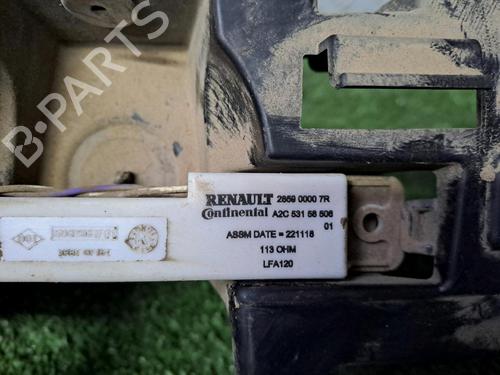 B-PARTS
RENAULT 2859 0000 7R
Continental A2C 531 58 506
01
ASSM DATE = 221118
113 OHM
LFA120